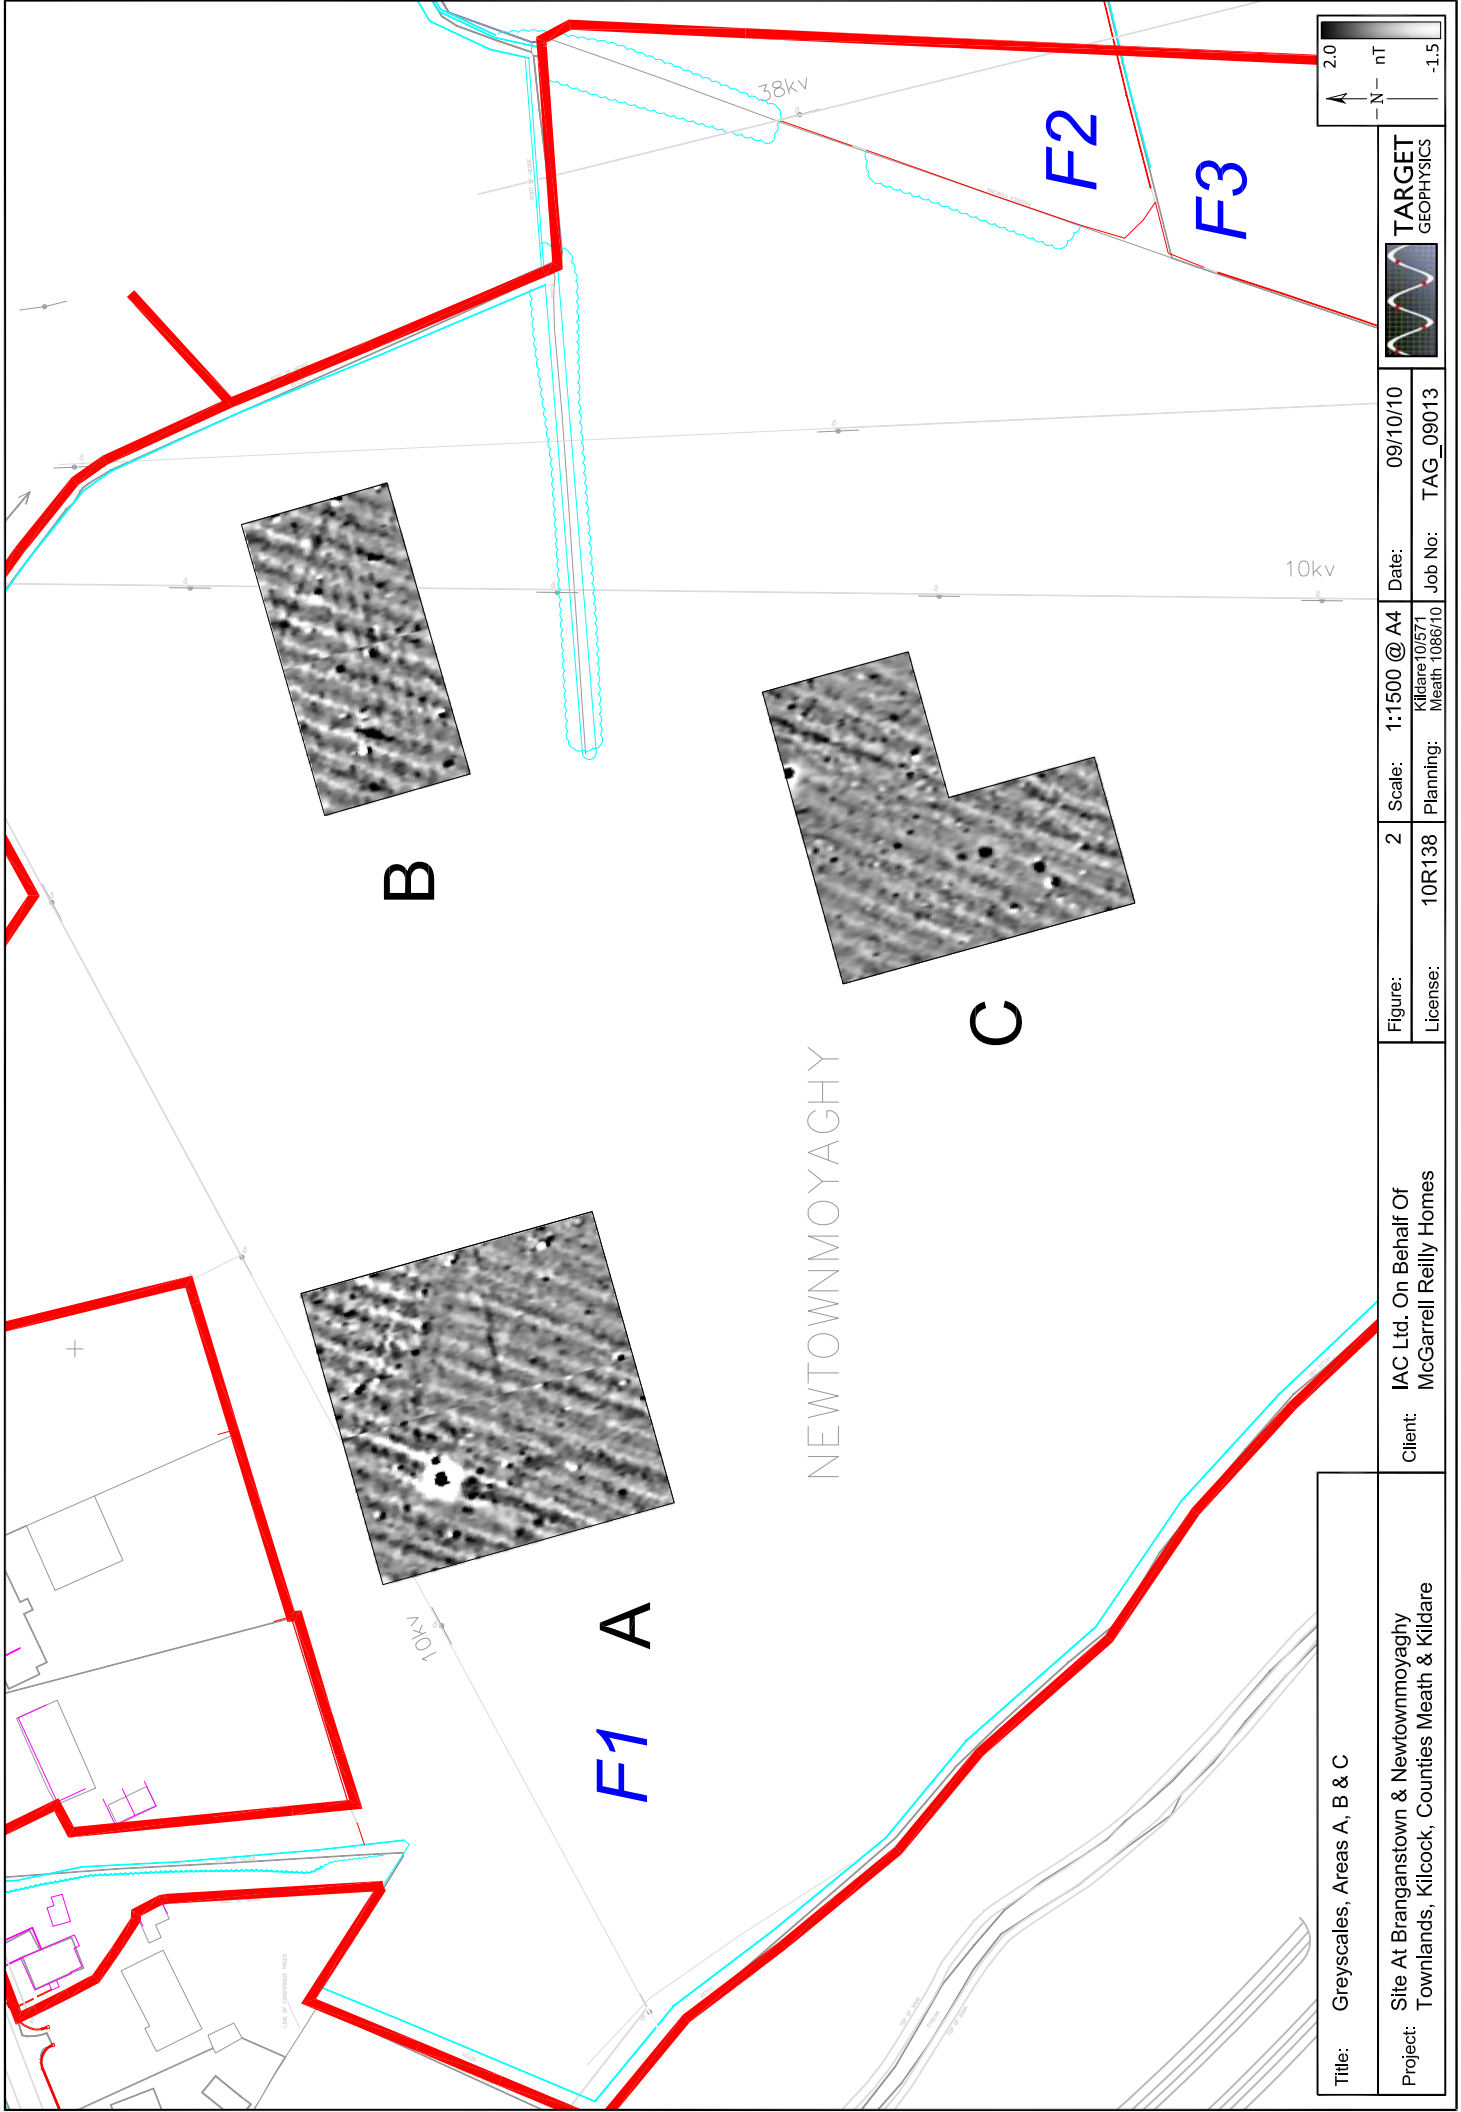 38kv
F2
F3
10kv
B
C
NEWTOWNMOYAGHY
10kv
A
F1
2.0
nT
-1.5
N
Title: Greyscales, Areas A, B & C
Project: Site At Branganstown & Newtownmoyaghy
Townlands, Kilcock, Counties Meath & Kildare
Client: IAC Ltd. On Behalf Of
McGarrell Reilly Homes
Figure: 2
License: 10R138
Scale: 1:1500 @ A4
Planning: Kildare10/571
Meath 1086/10
Date: 09/10/10
Job No: TAG_09013
TARGET
GEOPHYSICS